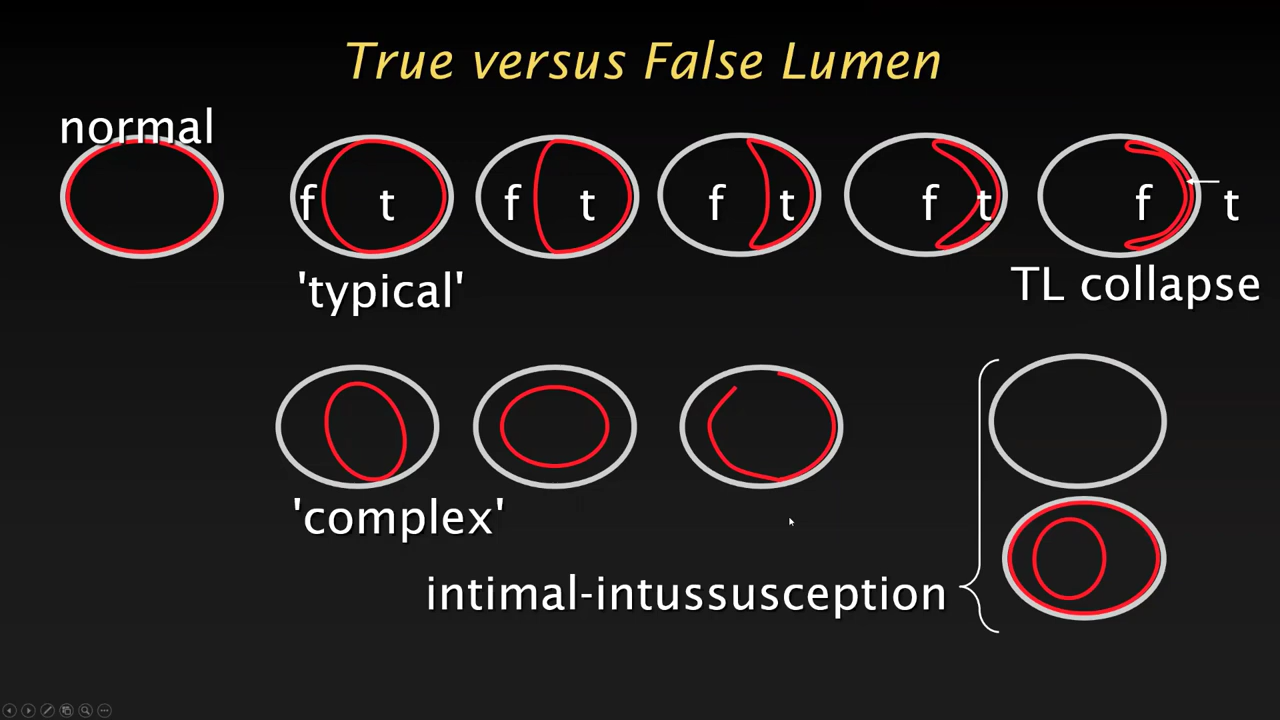 True versus False Lumen
normal
f t f t f t f t f t
'typical'
TL collapse
'complex'
intimal-intussusception